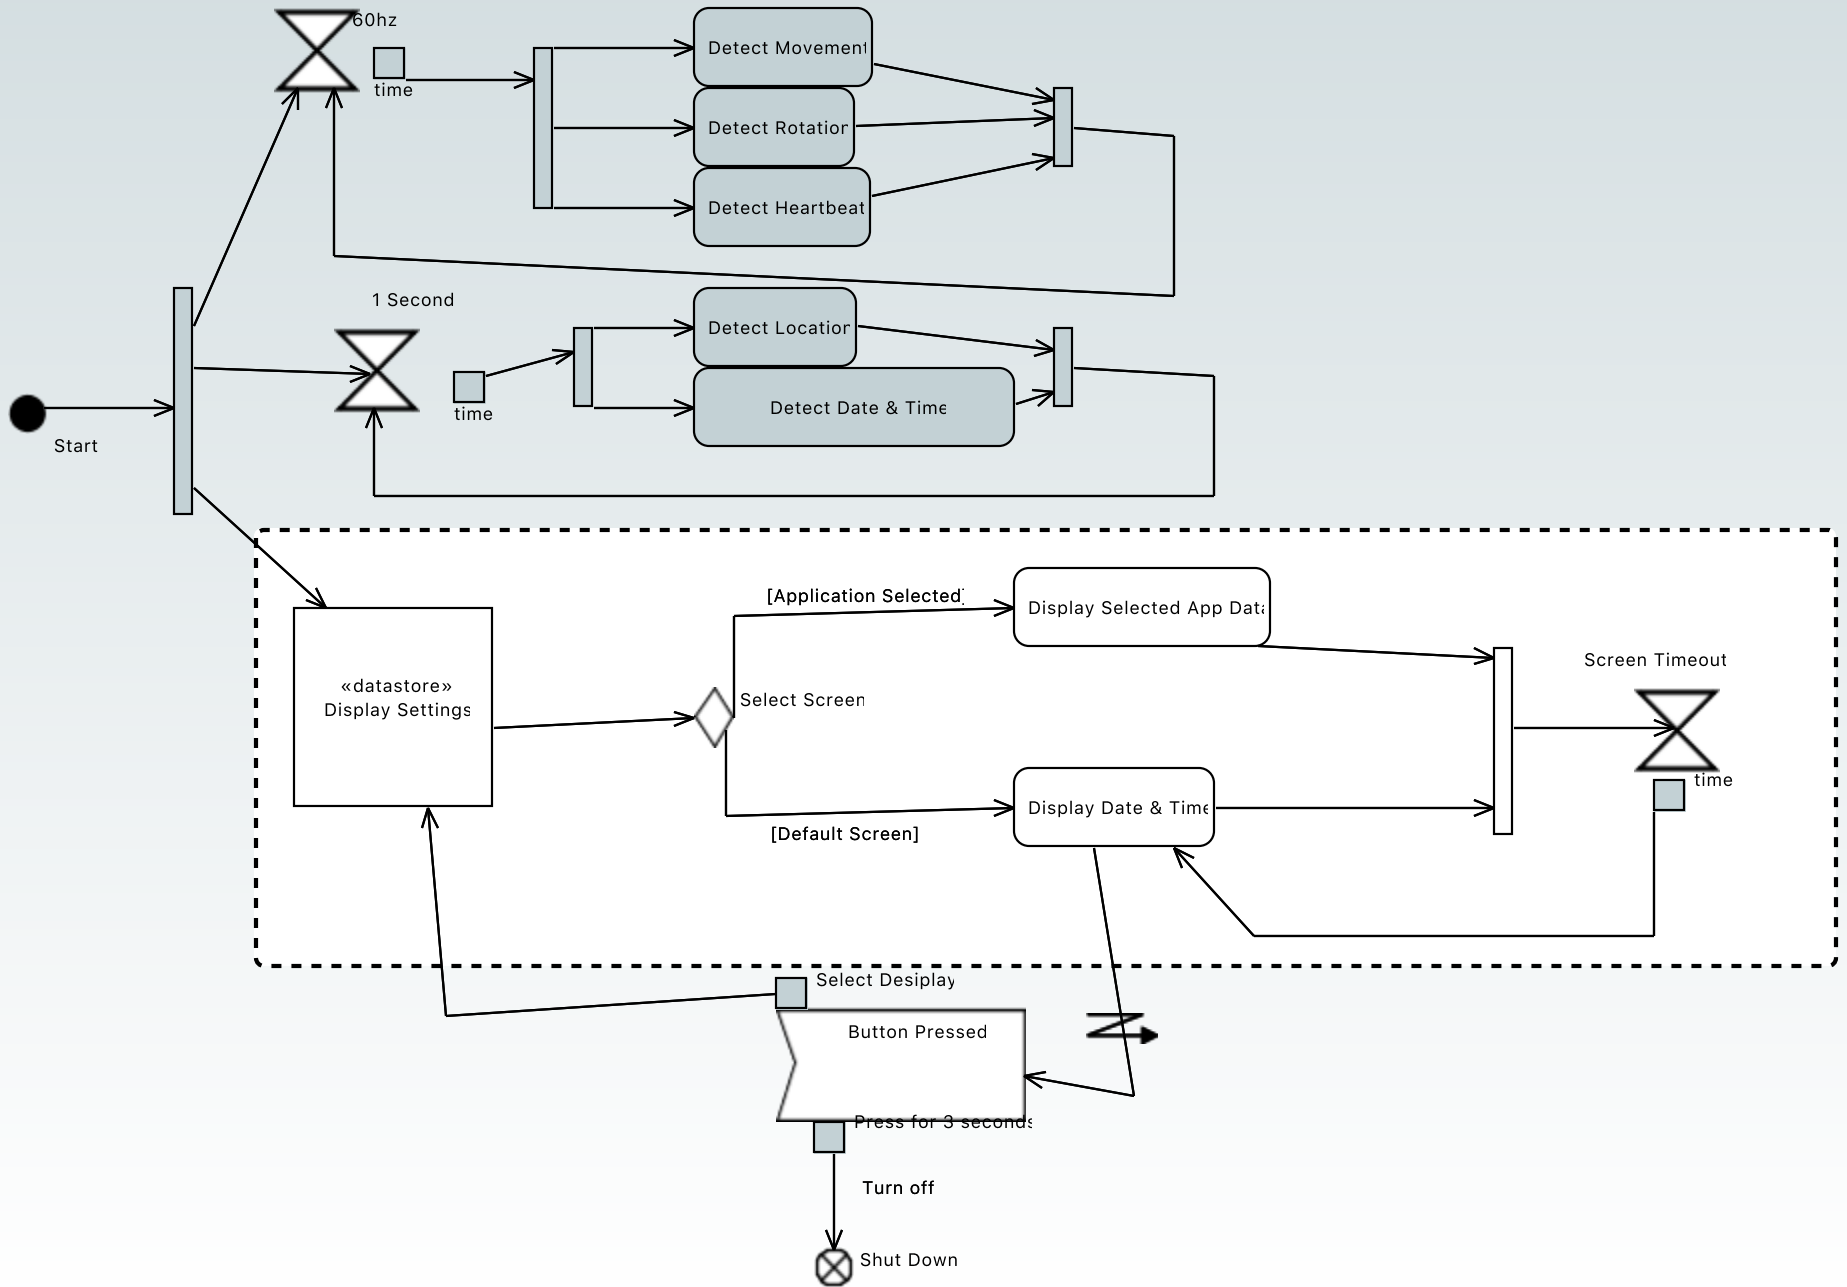 60hz
time
Detect Movement
Detect Rotation
Detect Heartbeat
1 Second
time
Detect Location
Detect Date & Time
Start
[Application Selected]
Display Selected App Data
Screen Timeout
«datastore»
Display Settings
Select Screen
time
Display Date & Time
[Default Screen]
Select Desiplay
Button Pressed
Press for 3 seconds
Turn off
Shut Down